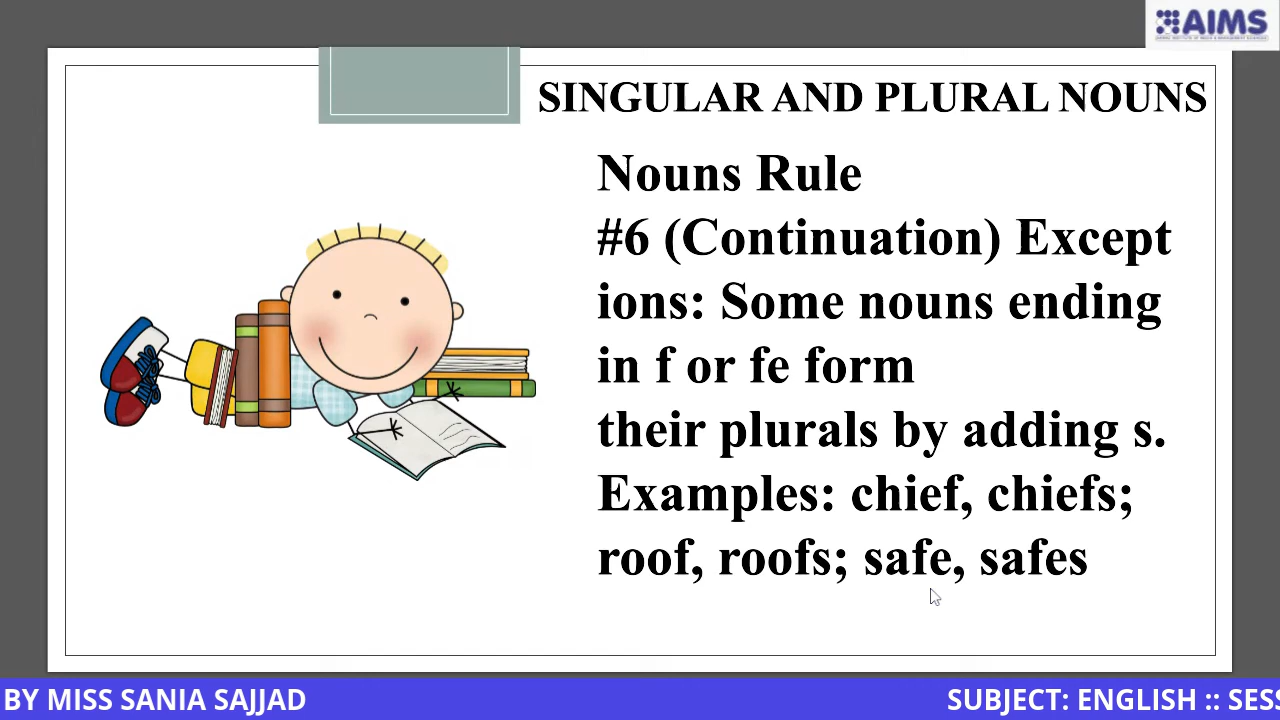 AIMS
SINGULAR AND PLURAL NOUNS
Nouns Rule
#6 (Continuation) Except
ions: Some nouns ending
in f or fe form
their plurals by adding s.
Examples: chief, chiefs;
roof, roofs; safe, safes
BY MISS SANIA SAJJAD
SUBJECT: ENGLISH :: SESS